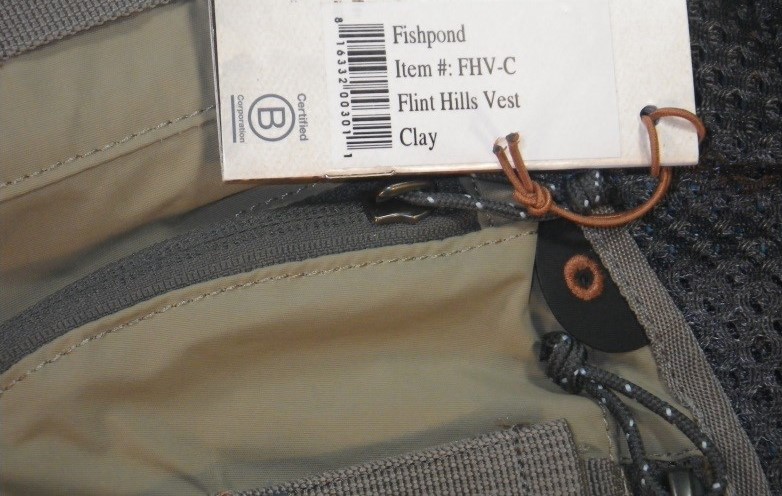 Fishpond
Item #: FHV-C
Flint Hills Vest
Clay
8 16332 00301 1
Certified
B
Corporation